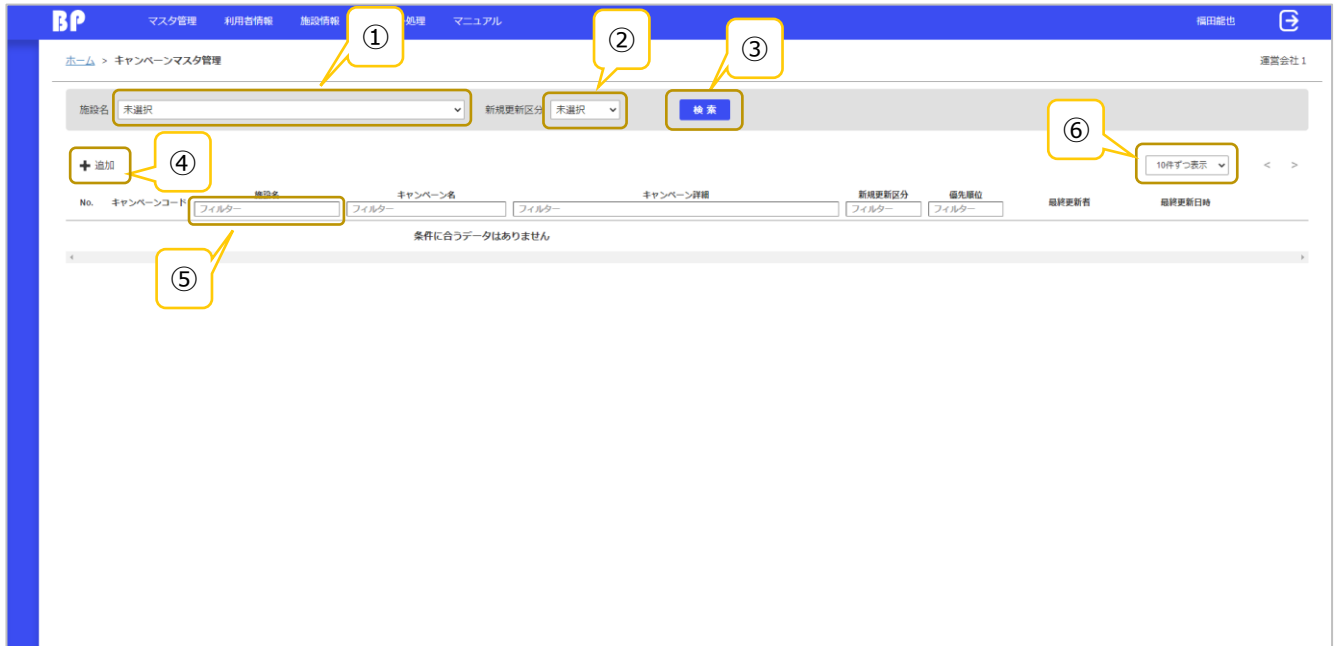 BP マスタ管理 利用者情報 施設情報 処理 マニュアル 福田龍也
① ② ③
ホーム > キャンペーンマスタ管理 運営会社1
施設名 未選択 新規更新区分 未選択 検索
⑥
+ 追加 ④ 10件ずつ表示 < >
No. キャンペーンコード 施設名 キャンペーン名 キャンペーン詳細 新規更新区分 優先順位 最終更新者 最終更新日時
フィルター フィルター フィルター フィルター フィルター
条件に合うデータはありません
⑤